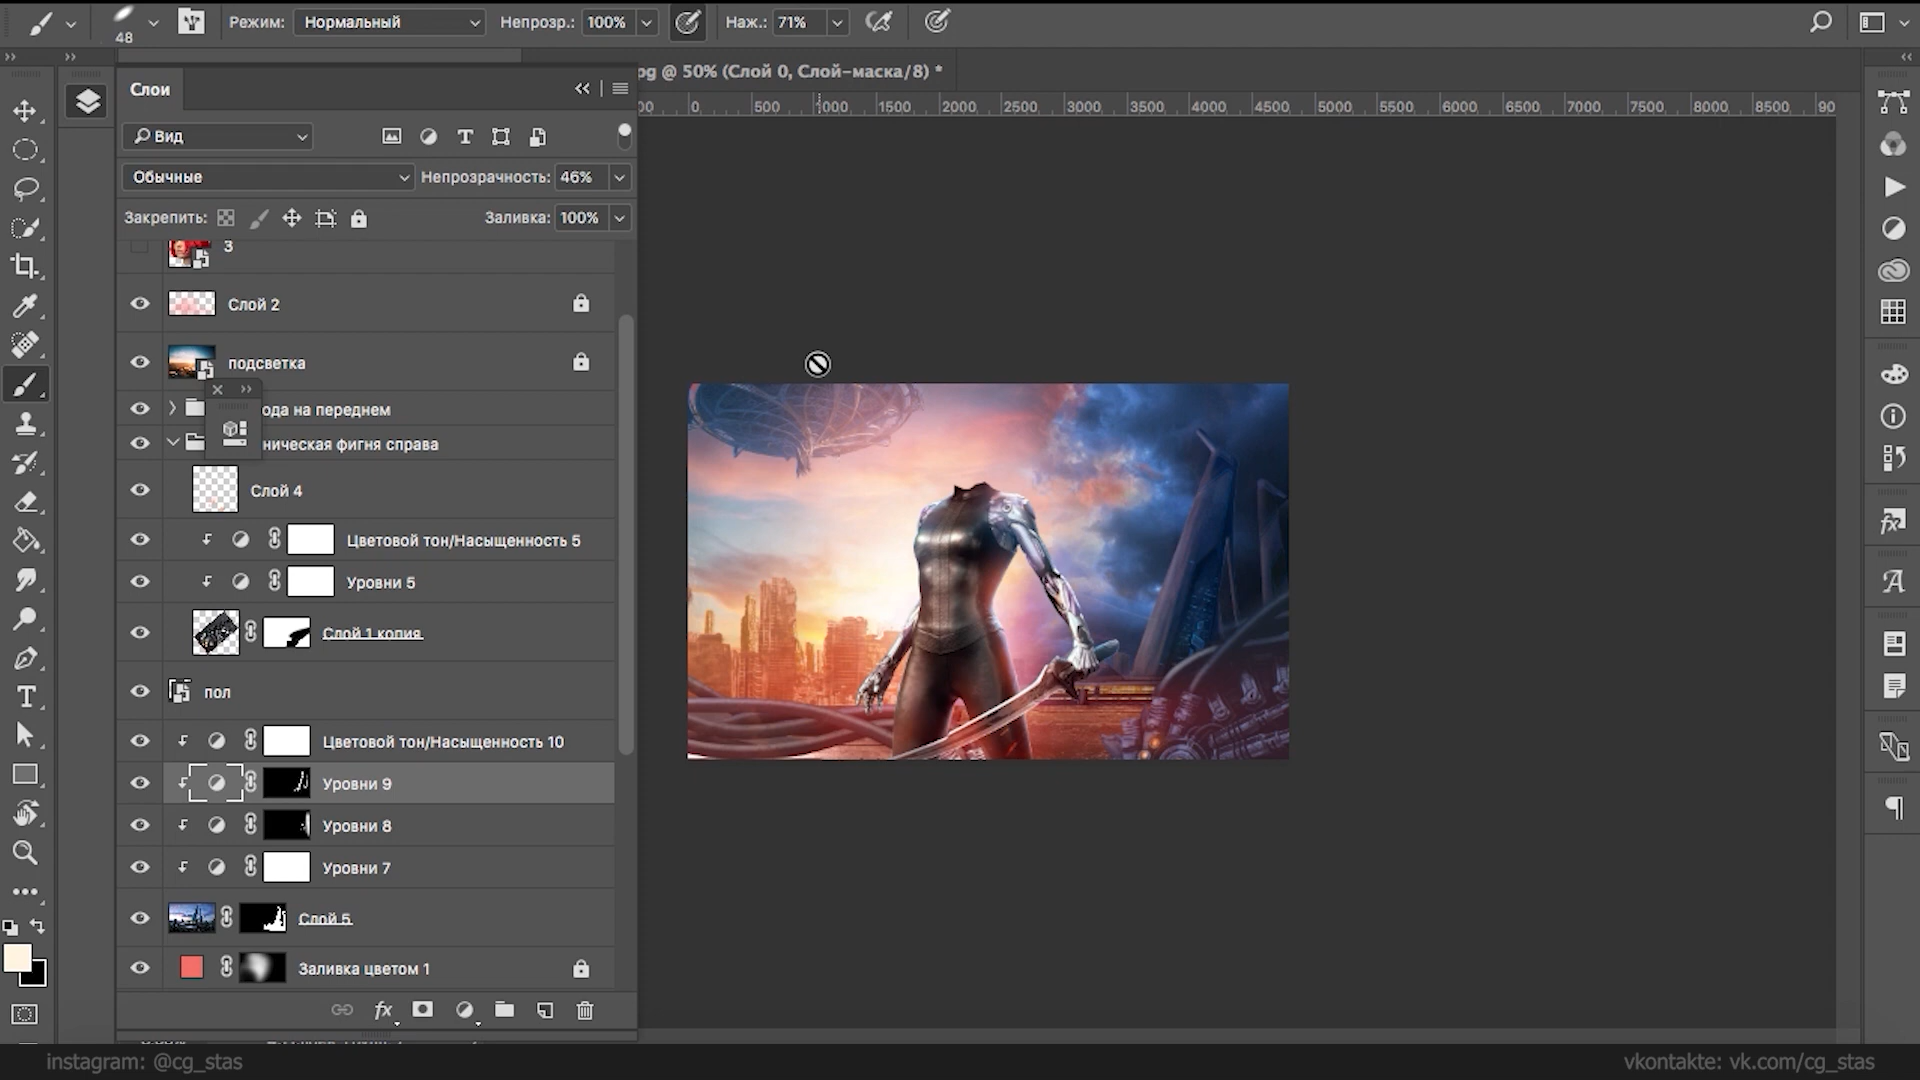 48
Режим: Нормальный
Непрозр.: 100%
Наж.: 71%
Слои
pg @ 50% (Слой 0, Слой-маска/8) *
00 0 500 1000 1500 2000 2500 3000 3500 4000 4500 5000 5500 6000 6500 7000 7500 8000 8500 90
Вид
Обычные
Непрозрачность: 46%
Закрепить:
Заливка: 100%
3
Слой 2
подсветка
ода на переднем
ническая фигня справа
Слой 4
Цветовой тон/Насыщенность 5
Уровни 5
Слой 1 копия
пол
Цветовой тон/Насыщенность 10
Уровни 9
Уровни 8
Уровни 7
Слой 5
Заливка цветом 1
fx
instagram: @cg_stas
vkontakte: vk.com/cg_stas